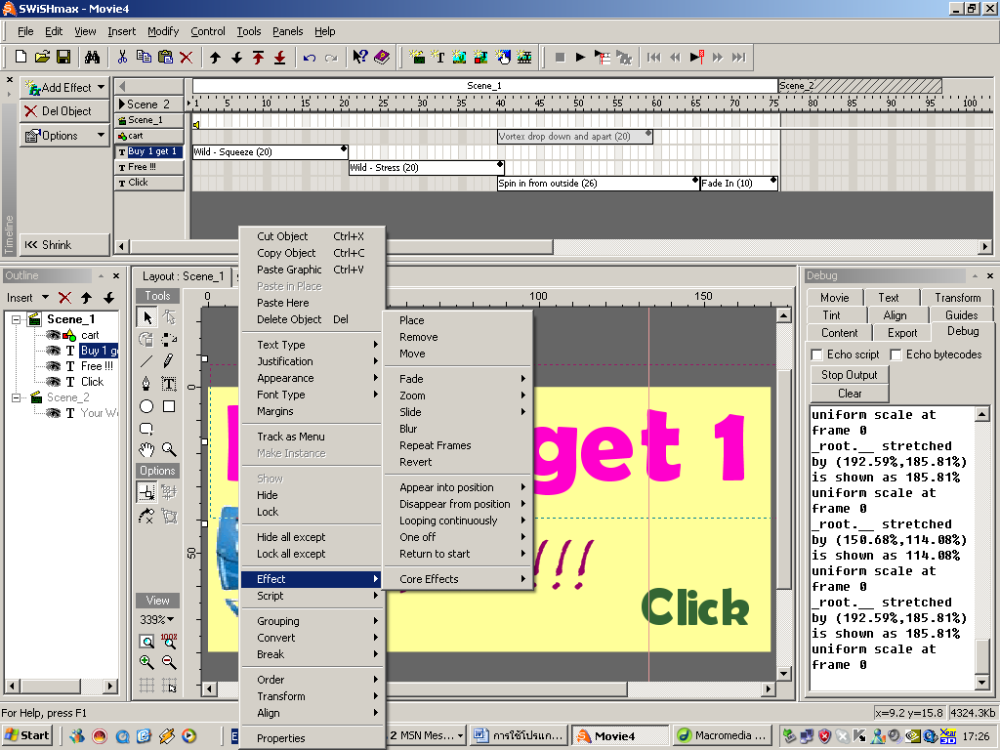 SWiSHmax - Movie4
File Edit View Insert Modify Control Tools Panels Help
Add Effect
Del Object
Options
Shrink
Timeline
Scene_1 Scene_2
Scene 2 1 5 10 15 20 25 30 35 40 45 50 55 60 65 70 75 80 85 90 95 100
Scene_1
cart Vortex drop down and apart (20)
Buy 1 get 1 Wild - Squeeze (20)
Free !!! Wild - Stress (20)
Click Spin in from outside (26) Fade In (10)
Outline
Insert
Scene_1
cart
Buy 1 ge
Free !!!
Click
Scene_2
Your We
Layout : Scene_1
Tools
Options
View
339%
100%
0 100 150
0
50
get 1
!!!
Click
Cut Object Ctrl+X
Copy Object Ctrl+C
Paste Graphic Ctrl+V
Paste in Place
Paste Here
Delete Object Del
Text Type
Justification
Appearance
Font Type
Margins
Track as Menu
Make Instance
Show
Hide
Lock
Hide all except
Lock all except
Effect
Script
Grouping
Convert
Break
Order
Transform
Align
Properties
Place
Remove
Move
Fade
Zoom
Slide
Blur
Repeat Frames
Revert
Appear into position
Disappear from position
Looping continuously
One off
Return to start
Core Effects
Debug
Movie Text Transform
Tint Align Guides
Content Export Debug
Echo script Echo bytecodes
Stop Output
Clear
uniform scale at
frame 0
_root.__ stretched
by (192.59%,185.81%)
is shown as 185.81%
uniform scale at
frame 0
_root.__ stretched
by (150.68%,114.08%)
is shown as 114.08%
uniform scale at
frame 0
_root.__ stretched
by (192.59%,185.81%)
is shown as 185.81%
uniform scale at
frame 0
For Help, press F1
x=9.2 y=15.8 4324.3Kb
Start
2 MSN Mes...
การใช้โปรแก...
Movie4
Macromedia ...
17:26